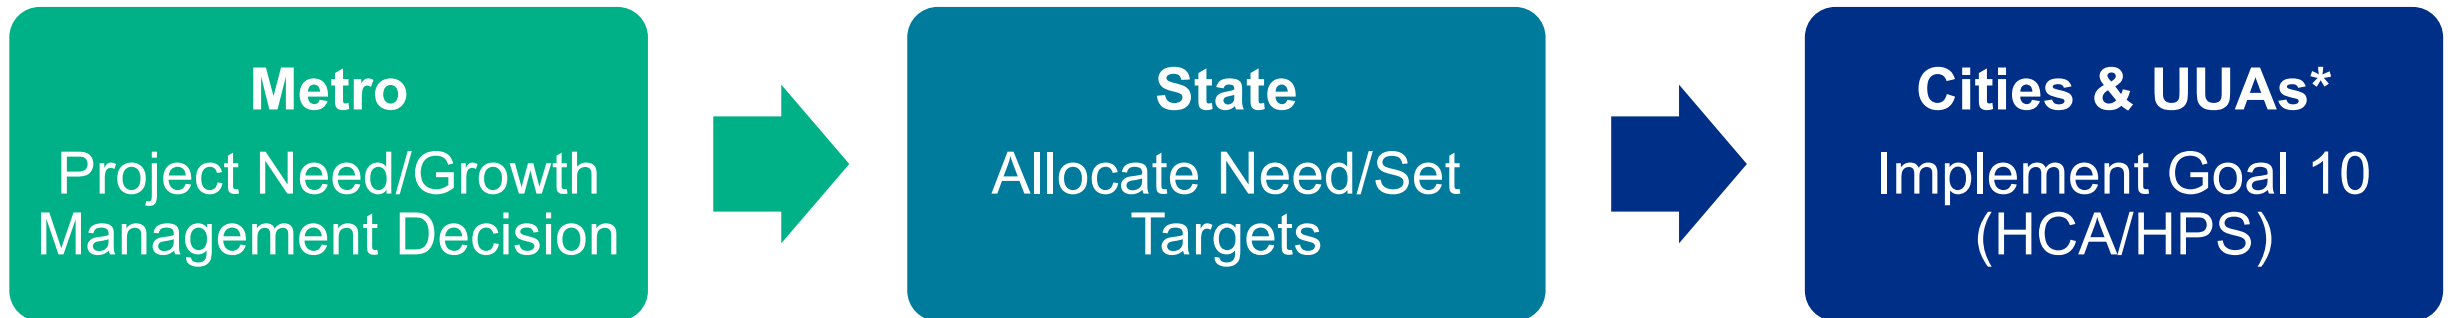 Metro
Project Need/Growth
Management Decision
State
Allocate Need/Set
Targets
Cities & UUAs*
Implement Goal 10
(HCA/HPS)